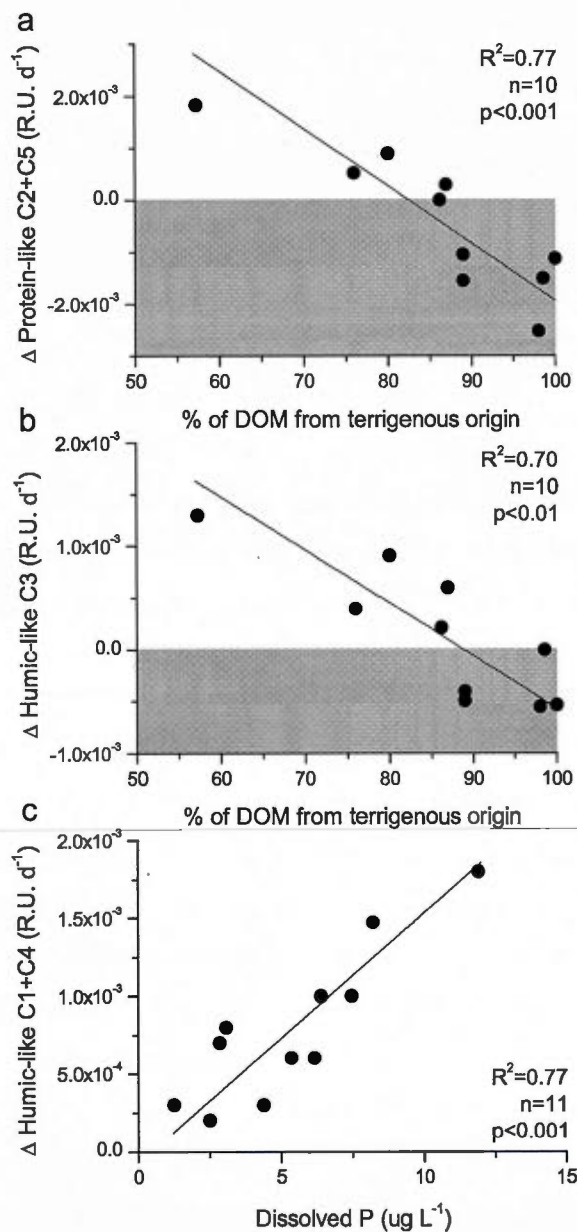 a
Δ Protein-like C2+C5 (R.U. d⁻¹)
R²=0.77
n=10
p<0.001
2.0x10⁻³
0.0
-2.0x10⁻³
50 60 70 80 90 100
% of DOM from terrigenous origin
b
Δ Humic-like C3 (R.U. d⁻¹)
2.0x10⁻³
R²=0.70
n=10
p<0.01
1.0x10⁻³
0.0
-1.0x10⁻³
50 60 70 80 90 100
% of DOM from terrigenous origin
c
Δ Humic-like C1+C4 (R.U. d⁻¹)
2.0x10⁻³
1.5x10⁻³
1.0x10⁻³
5.0x10⁻⁴
0.0
R²=0.77
n=11
p<0.001
0 5 10 15
Dissolved P (ug L⁻¹)